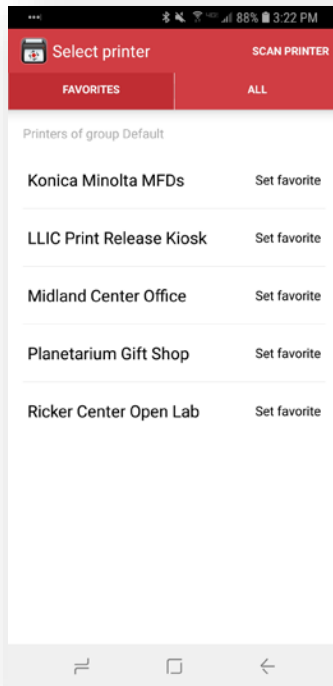 88% 3:22 PM
Select printer SCAN PRINTER
FAVORITES ALL
Printers of group Default
Konica Minolta MFDs Set favorite
LLIC Print Release Kiosk Set favorite
Midland Center Office Set favorite
Planetarium Gift Shop Set favorite
Ricker Center Open Lab Set favorite